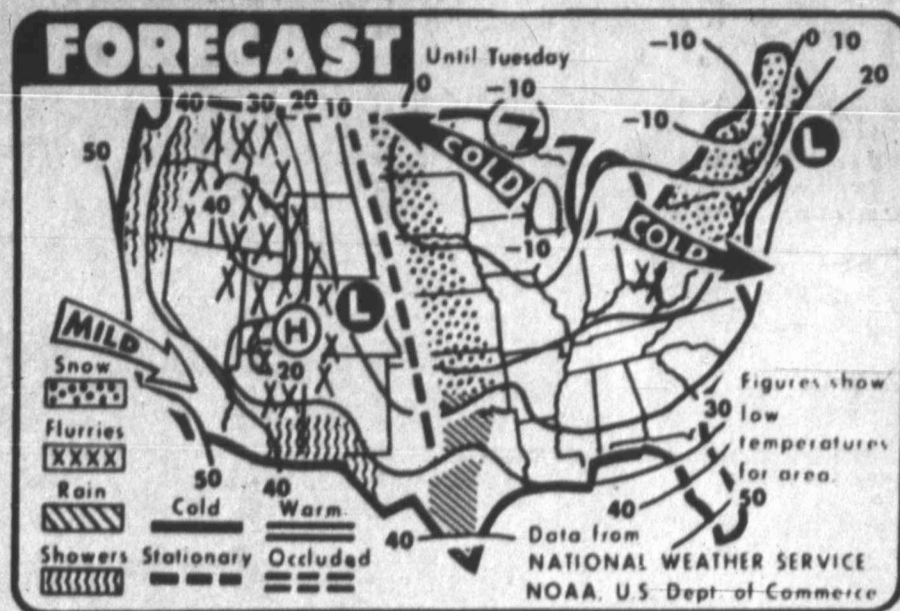 FORECAST
Until Tuesday
-10
0
10
20
-10
40
30
20
10
0
-10
L
50
COLD
40
COLD
-10
L
H
20
MILD
Snow
Flurries
XXXX
Rain
Showers
50
40
Cold
Warm
Stationary
Occluded
40
30
40
50
Figures show
low
temperatures
for area.
Data from
NATIONAL WEATHER SERVICE
NOAA, U.S. Dept of Commerce